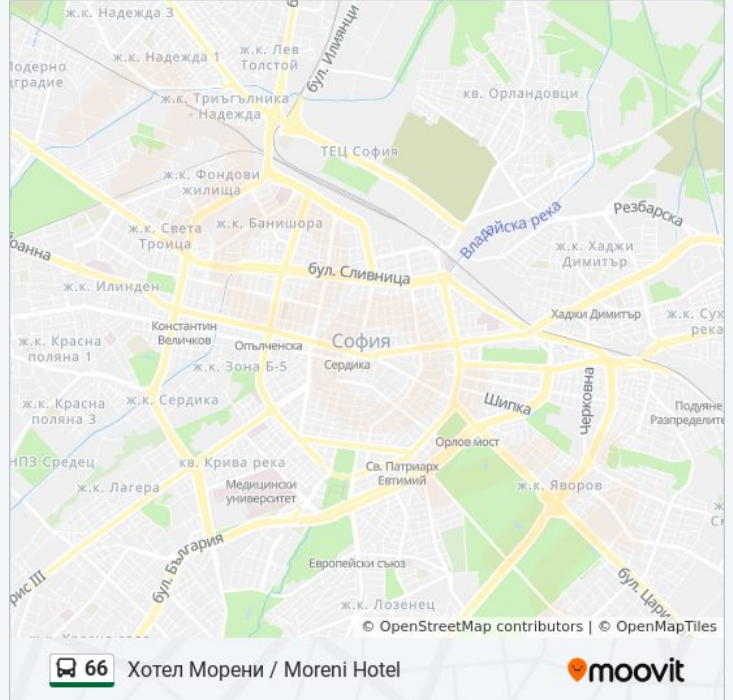 ж.к. Надежда 3
ж.к. Надежда 1
ж.к. Лев
Толстой
бул. Илиянци
кв. Орландовци
ж.к. Триъгълника
- Надежда
ТЕЦ София
ж.к. Фондови
жилища
Резбарска
Владайска река
ж.к. Света
Троица
ж.к. Банишора
ж.к. Хаджи
Димитър
бул. Сливница
ж.к. Илинден
Хаджи Димитър
ж.к. Сух
река
Константин
Величков
Опълченска
София
Сердика
ж.к. Красна
поляна 1
ж.к. Зона Б-5
ж.к. Красна
поляна 3
ж.к. Сердика
Шипка
Черковна
Подуяне
Разпределите
Орлов мост
НПЗ Средец
кв. Крива река
Св. Патриарх
Евтимий
ж.к. Лагера
Медицински
университет
ж.к. Яворов
бул. България
Европейски съюз
рис III
бул. Цари
ж.к. Лозенец
© OpenStreetMap contributors | © OpenMapTiles
66 Хотел Морени / Moreni Hotel
moovit